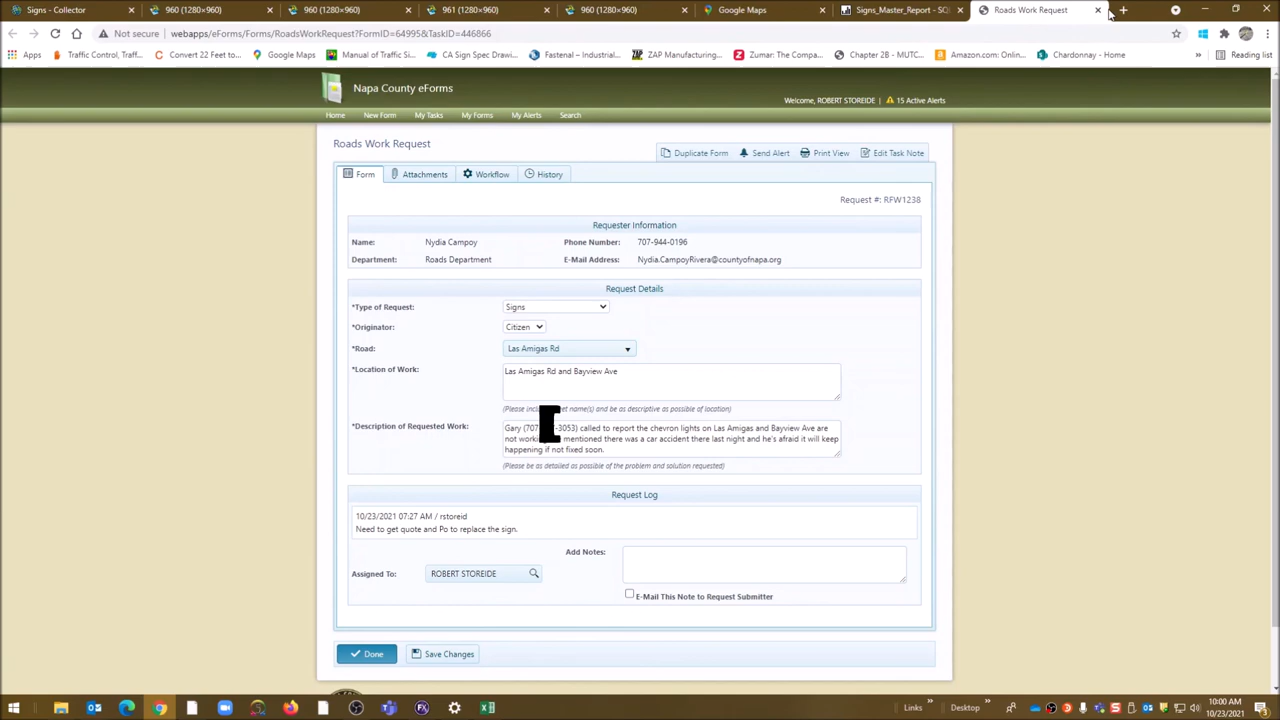 Signs - Collector
960 (1280×960)
960 (1280×960)
961 (1280×960)
960 (1280×960)
Google Maps
Signs_Master_Report - SQ
Roads Work Request
Not secure
webapps/eForms/Forms/RoadsWorkRequest?FormID=64995&TaskID=446866
Apps
Traffic Control, Traff...
Convert 22 Feet to...
Google Maps
Manual of Traffic Si...
CA Sign Spec Drawi...
Fastenal – Industrial...
ZAP Manufacturing...
Zumar: The Compa...
Chapter 2B - MUTC...
Amazon.com: Onlin...
Chardonnay - Home
»
Reading list
Napa County eForms
Welcome, ROBERT STOREIDE | 15 Active Alerts
Home New Form My Tasks My Forms My Alerts Search
Roads Work Request
Duplicate Form Send Alert Print View Edit Task Note
Form Attachments Workflow History
Request #: RFW1238
Requester Information
Name: Nydia Campoy Phone Number: 707-944-0196
Department: Roads Department E-Mail Address: Nydia.CampoyRivera@countyofnapa.org
Request Details
*Type of Request: Signs
*Originator: Citizen
*Road: Las Amigas Rd
*Location of Work: Las Amigas Rd and Bayview Ave
(Please inclu et name(s) and be as descriptive as possible of location)
*Description of Requested Work: Gary (707 -3053) called to report the chevron lights on Las Amigas and Bayview Ave are
not worki mentioned there was a car accident there last night and he's afraid it will keep
happening if not fixed soon.
(Please be as detailed as possible of the problem and solution requested)
Request Log
10/23/2021 07:27 AM / rstoreid
Need to get quote and Po to replace the sign.
Add Notes:
Assigned To: ROBERT STOREIDE
E-Mail This Note to Request Submitter
Done Save Changes
Links » Desktop »
10:00 AM
10/23/2021